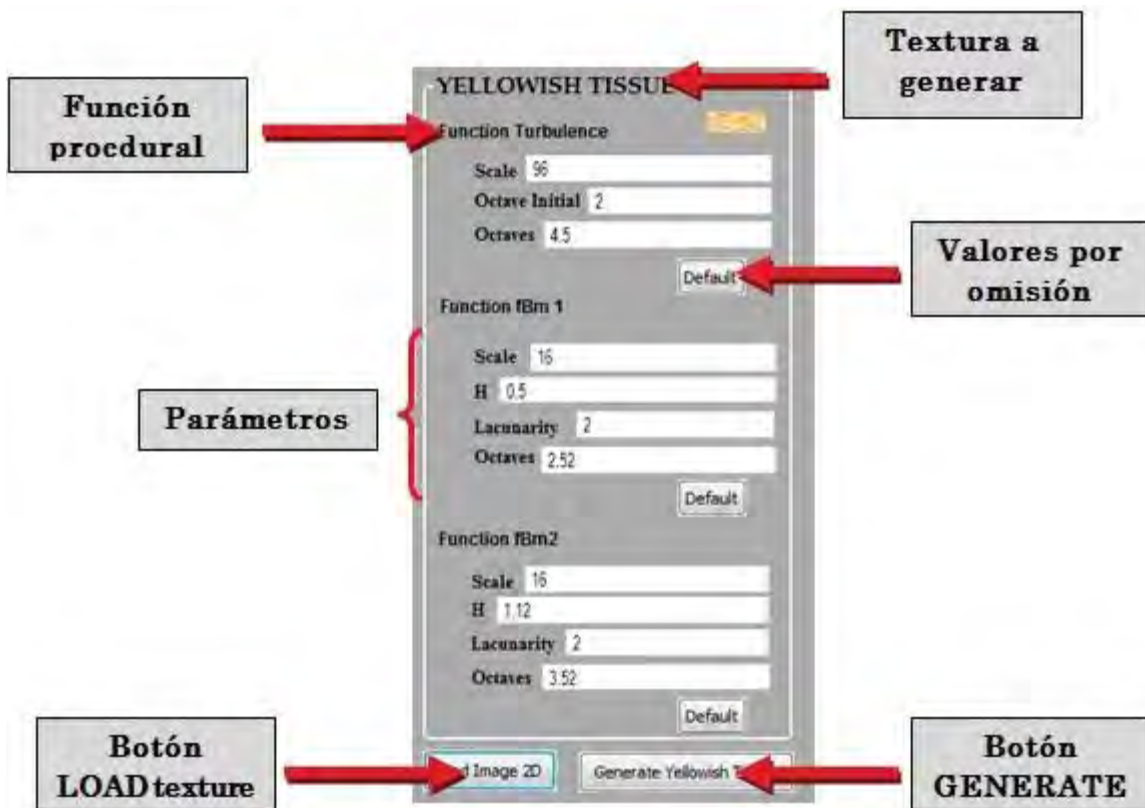 Textura a
generar
YELLOWISH TISSUE
Función
procdural
Function Turbulence
Scale 96
Octave Initial 2
Octaves 4.5
Default
Valores por
omisión
Function fBm 1
Parámetros
Scale 16
H 0.5
Lacunarity 2
Octaves 2.52
Default
Function fBm2
Scale 16
H 1.12
Lacunarity 2
Octaves 3.52
Default
Botón
LOAD texture
Image 2D
Generate Yellowish
Botón
GENERATE